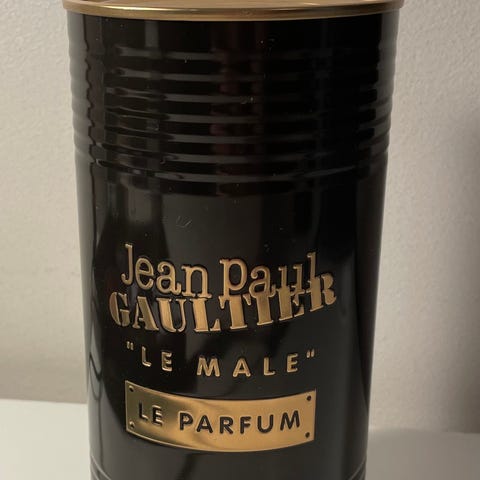 Jean Paul
GAULTIER
"LE MALE"
LE PARFUM